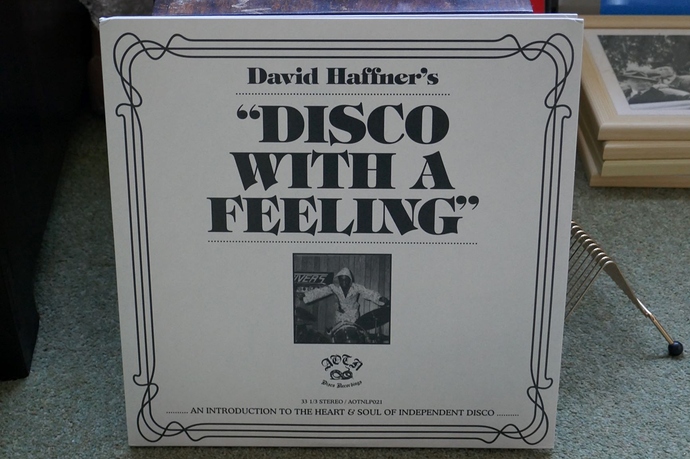 David Haffner's
“DISCO
WITH A
FEELING”
AOTN
33 1/3 STEREO / AOTNLP021
.......... AN INTRODUCTION TO THE HEART & SOUL OF INDEPENDENT DISCO ..........